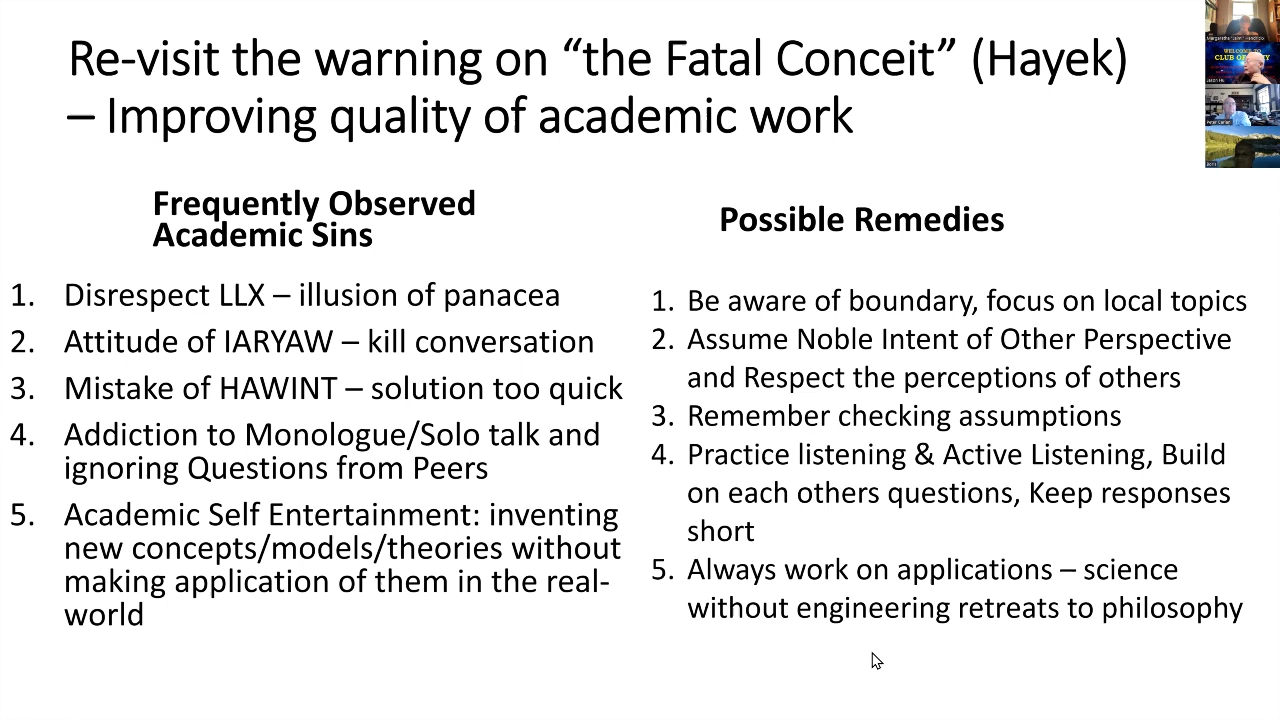 Re-visit the warning on “the Fatal Conceit” (Hayek)
– Improving quality of academic work
Frequently Observed
Academic Sins
1. Disrespect LLX – illusion of panacea
2. Attitude of IARYAW – kill conversation
3. Mistake of HAWINT – solution too quick
4. Addiction to Monologue/Solo talk and
ignoring Questions from Peers
5. Academic Self Entertainment: inventing
new concepts/models/theories without
making application of them in the real-
world
Possible Remedies
1. Be aware of boundary, focus on local topics
2. Assume Noble Intent of Other Perspective
and Respect the perceptions of others
3. Remember checking assumptions
4. Practice listening & Active Listening, Build
on each others questions, Keep responses
short
5. Always work on applications – science
without engineering retreats to philosophy
WELCOME TO